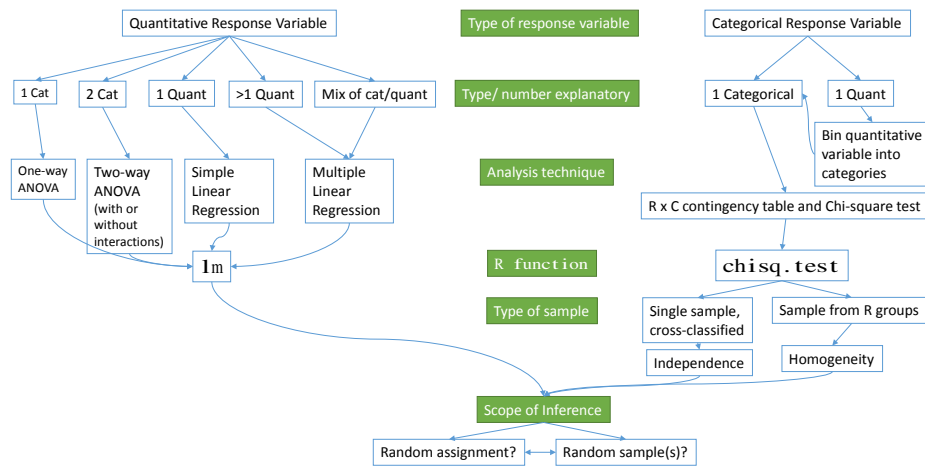 Quantitative Response Variable
Type of response variable
Categorical Response Variable
1 Cat
2 Cat
1 Quant
>1 Quant
Mix of cat/quant
Type/ number explanatory
1 Categorical
1 Quant
Bin quantitative
variable into
categories
One-way
ANOVA
Two-way
ANOVA
(with or
without
interactions)
Simple
Linear
Regression
Multiple
Linear
Regression
Analysis technique
R x C contingency table and Chi-square test
lm
R function
chisq.test
Type of sample
Single sample,
cross-classified
Sample from R groups
Independence
Homogeneity
Scope of Inference
Random assignment?
Random sample(s)?